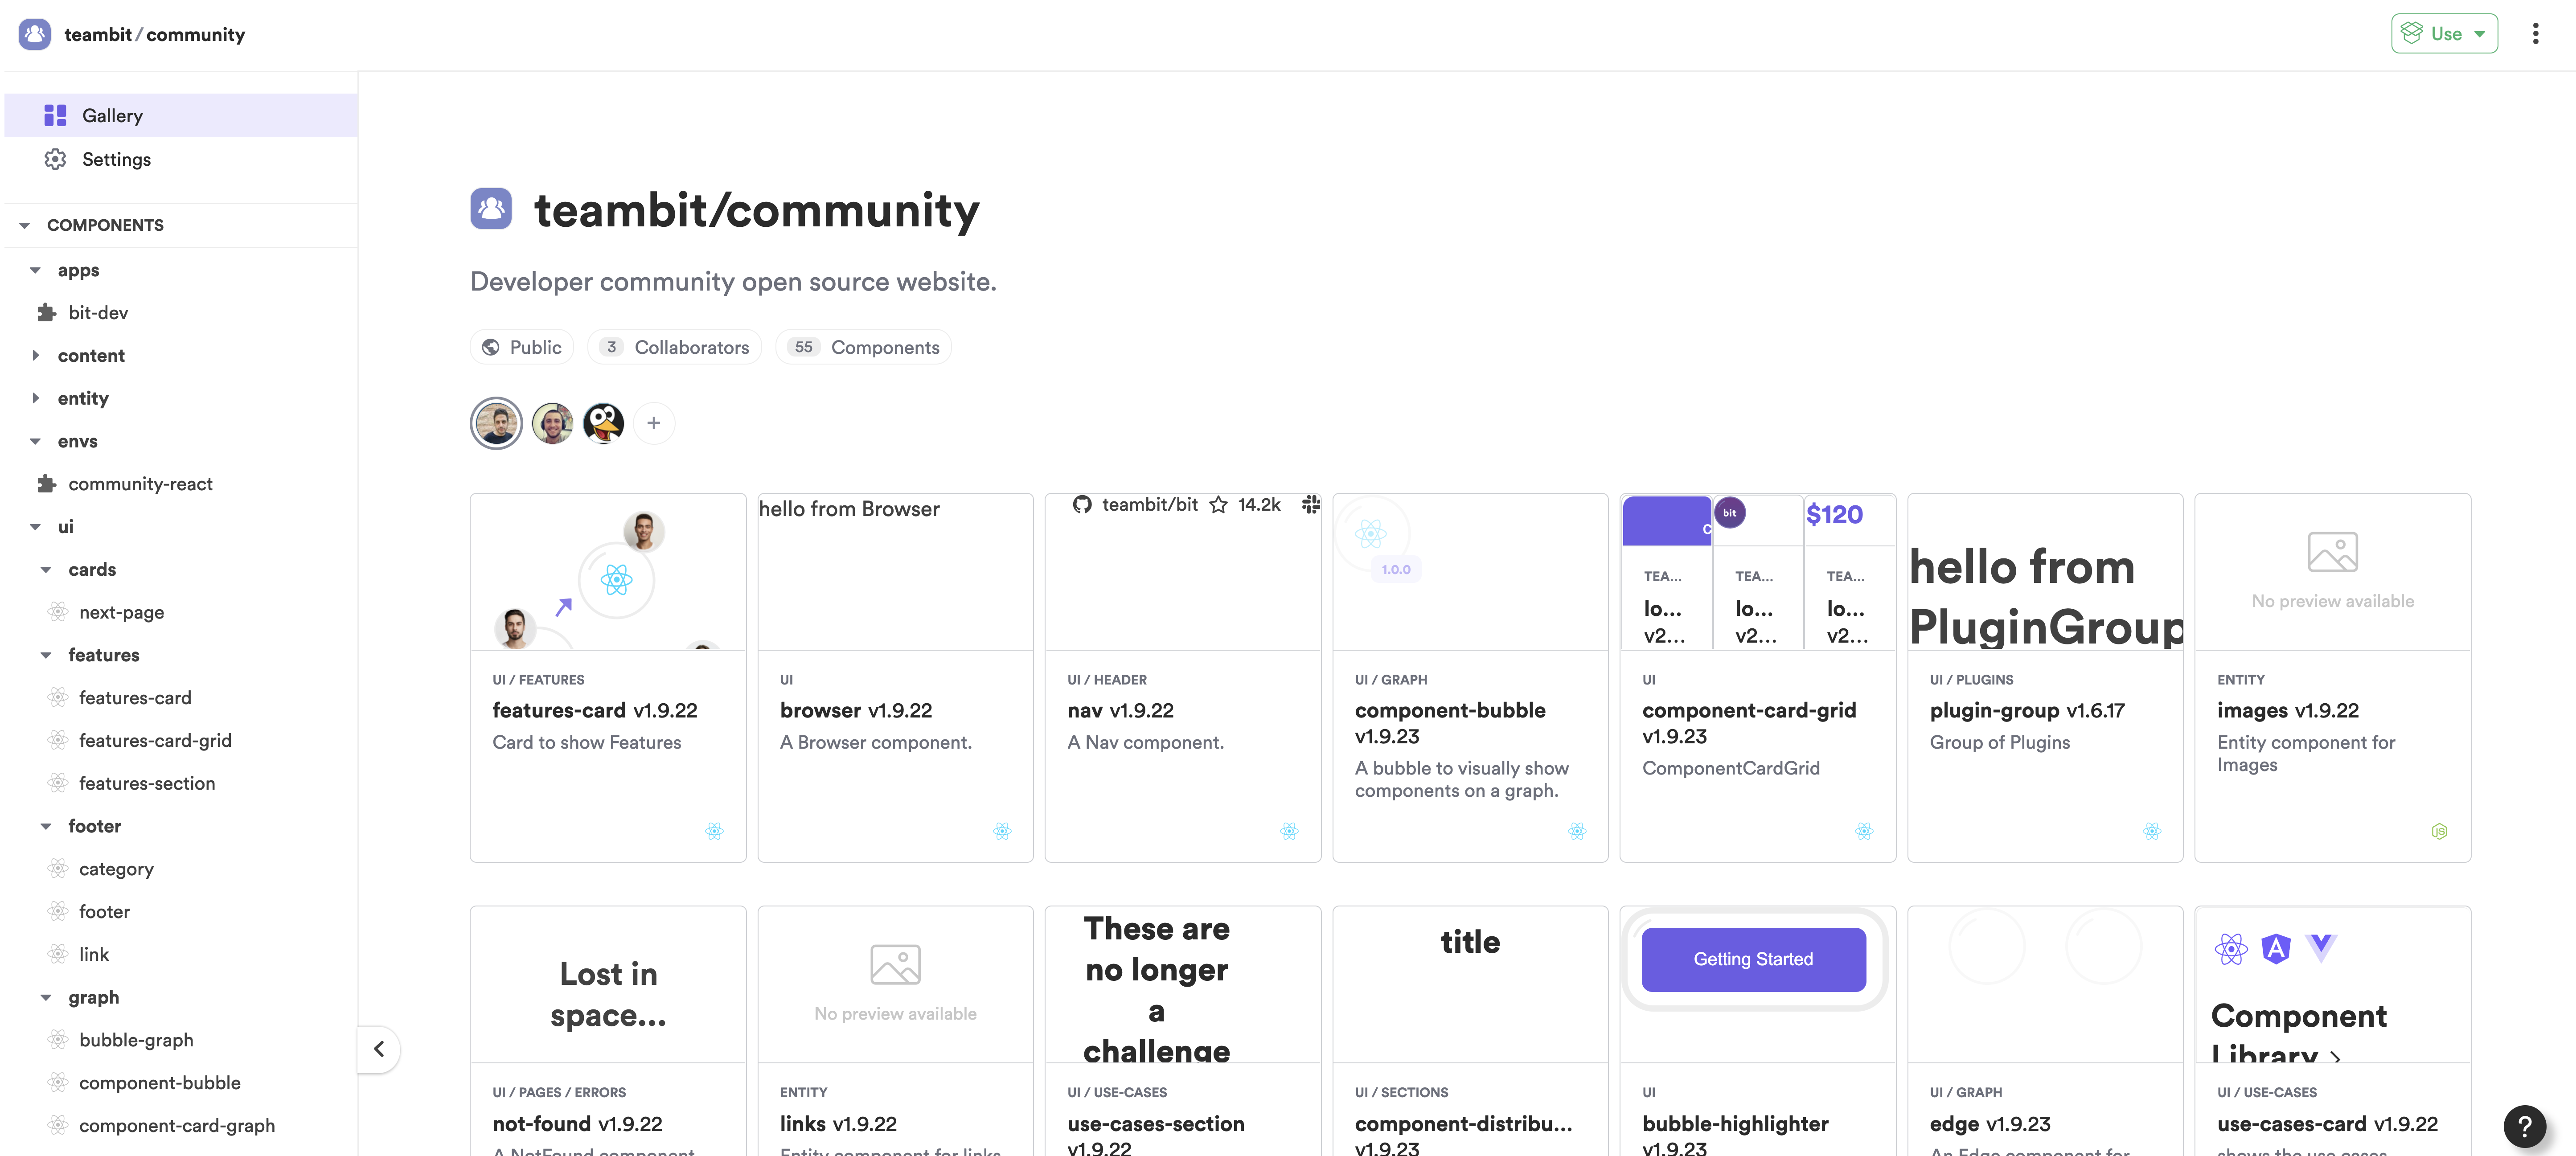 teambit / community
Use
Gallery
Settings
COMPONENTS
apps
bit-dev
content
entity
envs
community-react
ui
cards
next-page
features
features-card
features-card-grid
features-section
footer
category
footer
link
graph
bubble-graph
component-bubble
component-card-graph
teambit/community
Developer community open source website.
Public
3 Collaborators
55 Components
+
UI / FEATURES
features-card v1.9.22
Card to show Features
hello from Browser
UI
browser v1.9.22
A Browser component.
teambit/bit 14.2k
UI / HEADER
nav v1.9.22
A Nav component.
1.0.0
UI / GRAPH
component-bubble
v1.9.23
A bubble to visually show
components on a graph.
bit
$120
TEA... TEA... TEA...
lo... lo... lo...
v2... v2... v2...
UI
component-card-grid
v1.9.23
ComponentCardGrid
hello from
PluginGroup
UI / PLUGINS
plugin-group v1.6.17
Group of Plugins
No preview available
ENTITY
images v1.9.22
Entity component for
Images
JS
Lost in
space...
UI / PAGES / ERRORS
not-found v1.9.22
A NotFound component
No preview available
ENTITY
links v1.9.22
Entity component for links
These are
no longer
a
challenge
UI / USE-CASES
use-cases-section
v1.9.22
title
UI / SECTIONS
component-distribu...
v1.9.23
Getting Started
UI
bubble-highlighter
v1.9.23
UI / GRAPH
edge v1.9.23
An Edge component for
A
Component
Library >
UI / USE-CASES
use-cases-card v1.9.22
shows the use cases
?